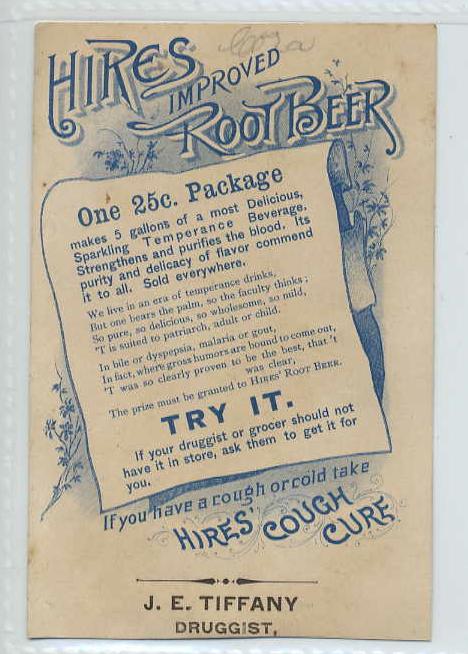 HIRES
IMPROVED
ROOT BEER
One 25c. Package
makes 5 gallons of a most Delicious,
Sparkling Temperance Beverage.
Strengthens and purifies the blood. Its
purity and delicacy of flavor commend
it to all. Sold everywhere.
We live in an era of temperance drinks,
But one bears the palm, so the faculty thinks;
So pure, so delicious, so wholesome, so mild,
'T is suited to patriarch, adult or child.
In bile or dyspepsia, malaria or gout,
In fact, where gross humors are bound to come out,
'T was so clearly proven to be the best, that 't
was clear,
The prize must be granted to HIRES' ROOT BEER.
TRY IT.
If your druggist or grocer should not
have it in store, ask them to get it for
you.
If you have a cough or cold take
HIRES' COUGH
CURE
J. E. TIFFANY
DRUGGIST,